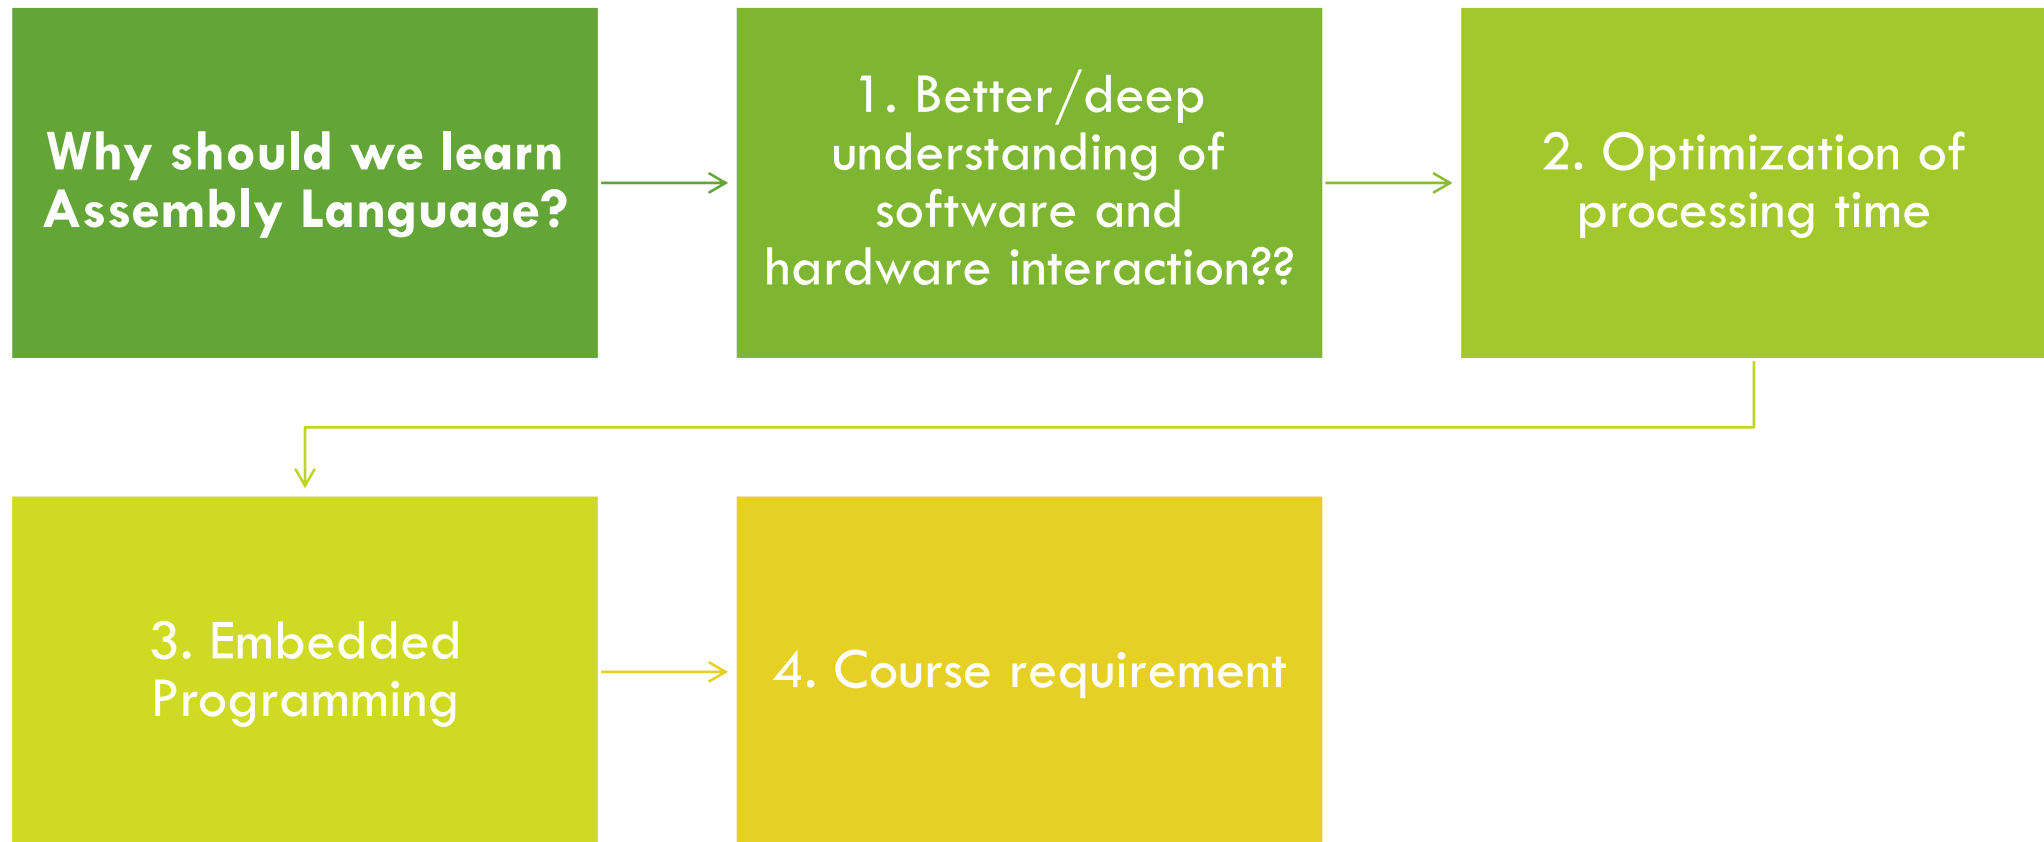 Why should we learn
Assembly Language?
1. Better/deep
understanding of
software and
hardware interaction??
2. Optimization of
processing time
3. Embedded
Programming
4. Course requirement